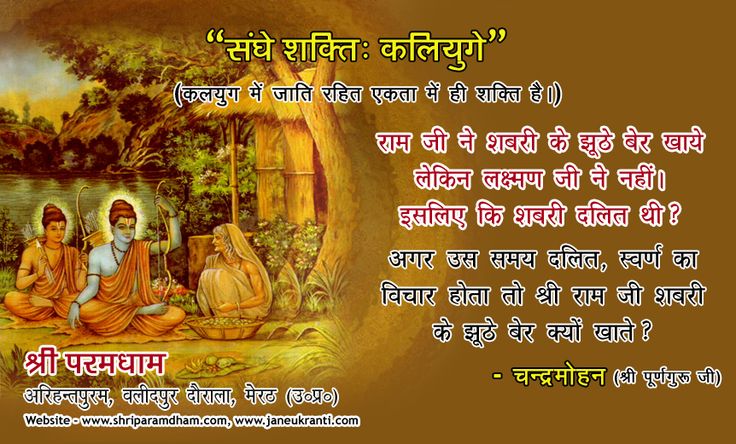 “संघे शक्तिः कलियुगे”
(कलयुग में जाति रहित एकता में ही शक्ति है।)
राम जी ने शबरी के झूठे बेर खाये
लेकिन लक्ष्मण जी ने नहीं।
इसलिए कि शबरी दलित थी?
अगर उस समय दलित, स्वर्ण का
विचार होता तो श्री राम जी शबरी
के झूठे बेर क्यों खाते?
- चन्द्रमोहन (श्री पूर्णगुरू जी)
श्री परमधाम
अरिहन्तपुरम, वलीदपुर दौराला, मेरठ (उ०प्र०)
Website - www.shriparamdham.com, www.janeukranti.com